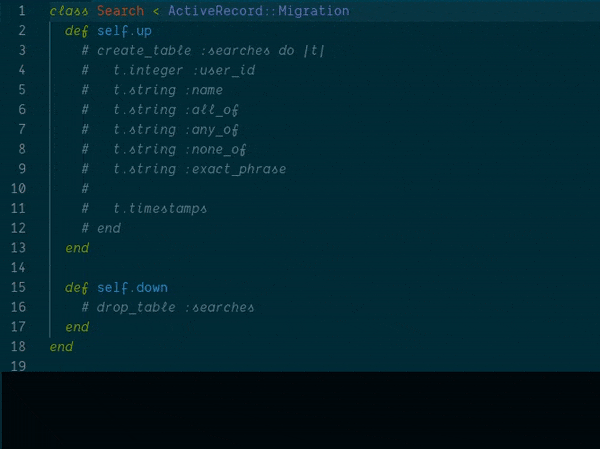 1 class Search < ActiveRecord::Migration
2   def self.up
3     # create_table :searches do |t|
4     #   t.integer :user_id
5     #   t.string :name
6     #   t.string :all_of
7     #   t.string :any_of
8     #   t.string :none_of
9     #   t.string :exact_phrase
10     #
11     #   t.timestamps
12     # end
13   end
14
15   def self.down
16     # drop_table :searches
17   end
18 end
19